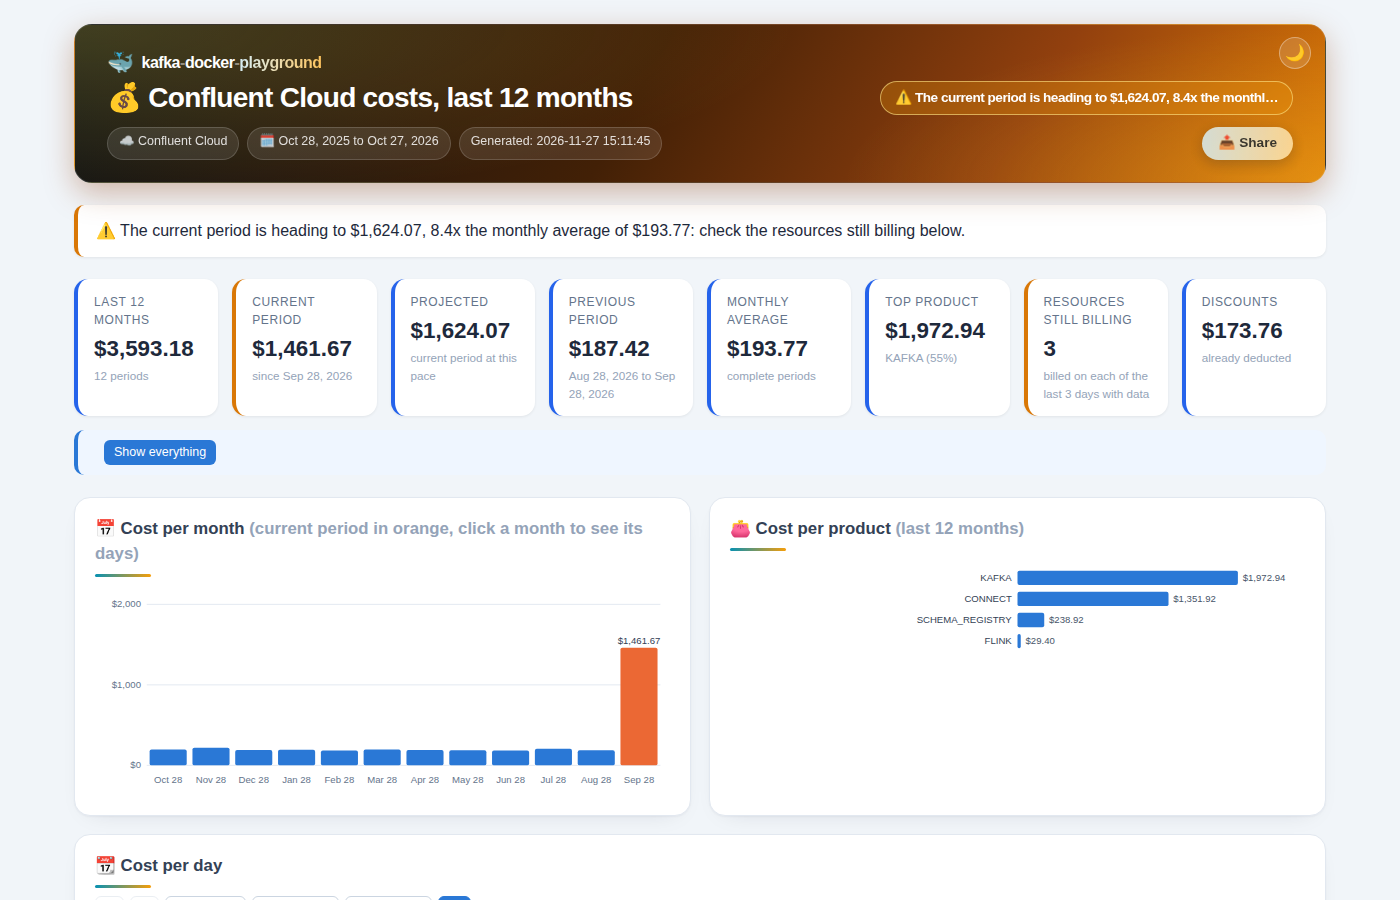 kafka-docker-playground
Confluent Cloud costs, last 12 months
The current period is heading to $1,624.07, 8.4x the monthl…
Confluent Cloud
Oct 28, 2025 to Oct 27, 2026
Generated: 2026-11-27 15:11:45
Share
The current period is heading to $1,624.07, 8.4x the monthly average of $193.77: check the resources still billing below.
LAST 12
MONTHS
$3,593.18
12 periods
CURRENT
PERIOD
$1,461.67
since Sep 28, 2026
PROJECTED
$1,624.07
current period at this
pace
PREVIOUS
PERIOD
$187.42
Aug 28, 2026 to Sep
28, 2026
MONTHLY
AVERAGE
$193.77
complete periods
TOP PRODUCT
$1,972.94
KAFKA (55%)
RESOURCES
STILL BILLING
3
billed on each of the
last 3 days with data
DISCOUNTS
$173.76
already deducted
Show everything
Cost per month (current period in orange, click a month to see its
days)
$2,000
$1,461.67
$1,000
$0
Oct 28 Nov 28 Dec 28 Jan 28 Feb 28 Mar 28 Apr 28 May 28 Jun 28 Jul 28 Aug 28 Sep 28
Cost per product (last 12 months)
KAFKA $1,972.94
CONNECT $1,351.92
SCHEMA_REGISTRY $238.92
FLINK $29.40
Cost per day